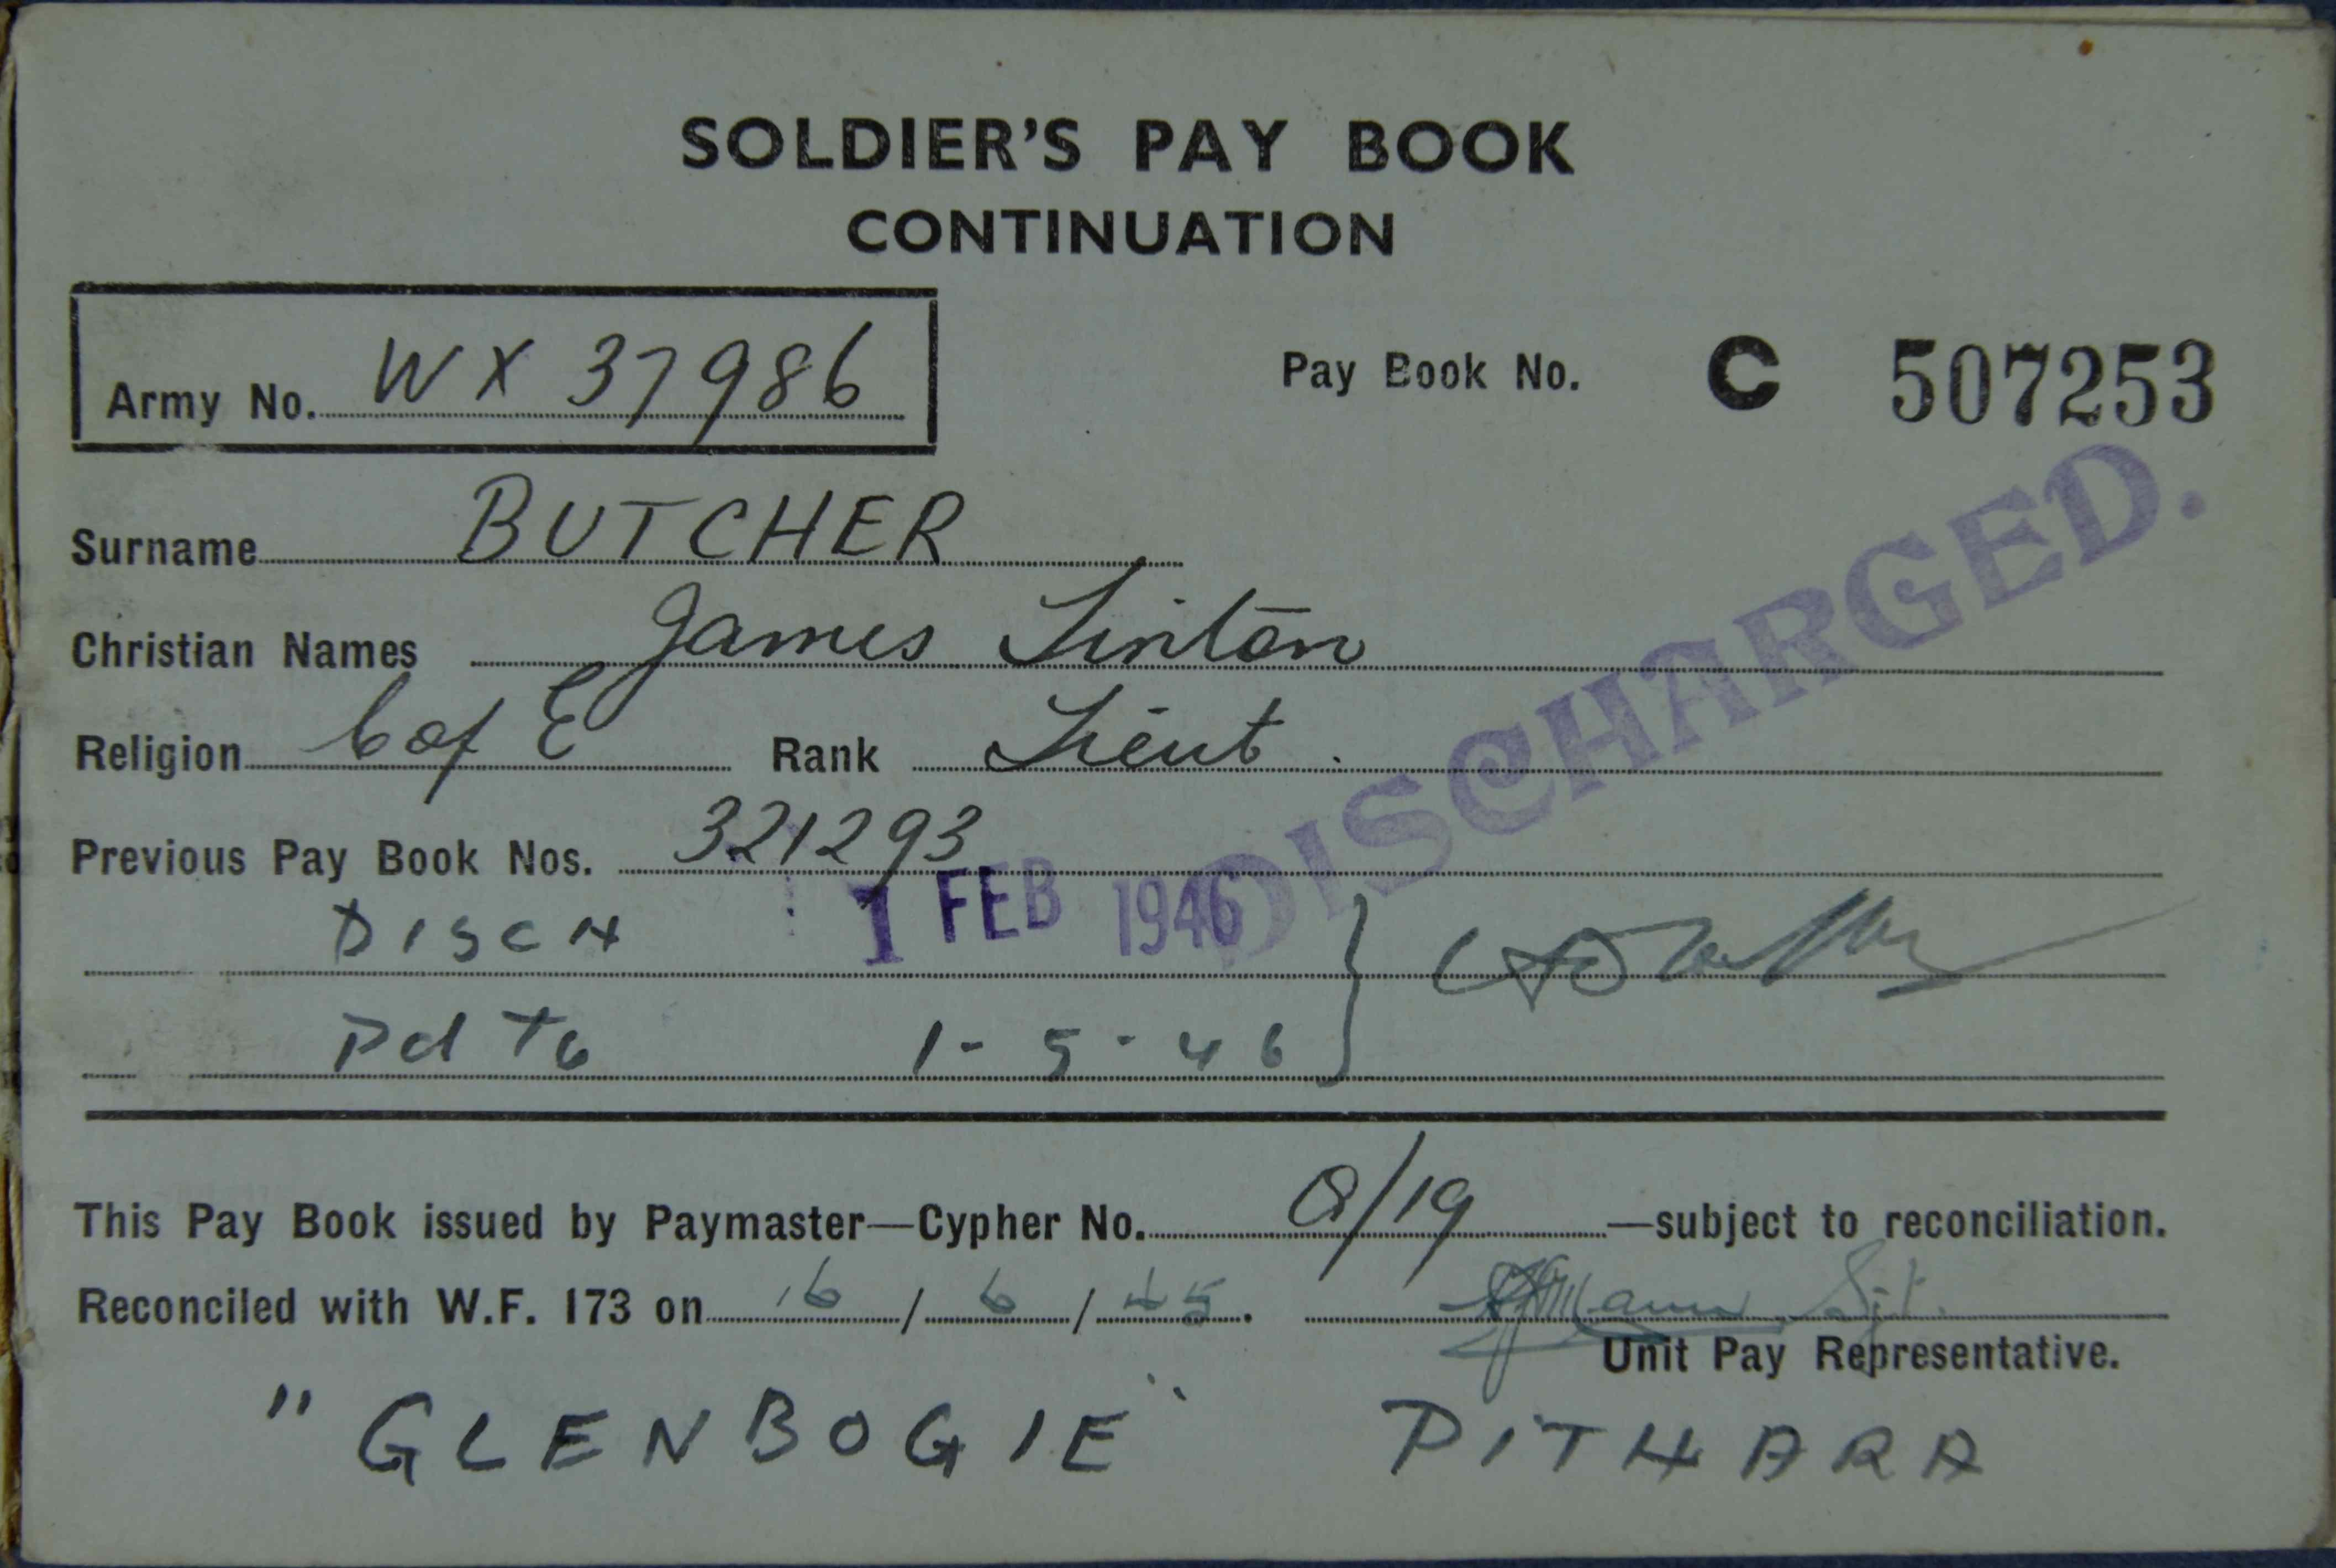 SOLDIER'S PAY BOOK
CONTINUATION
Army No. WX 37986
Pay Book No. C 507253
Surname BUTCHER
Christian Names James Linton
Religion C of E Rank Lieut.
Previous Pay Book Nos. 321293
DISCHARGED.
DISCH 1 FEB 1946
Pd to 1-5-46
This Pay Book issued by Paymaster—Cypher No. Q/19 —subject to reconciliation.
Reconciled with W.F. 173 on 16/6/45. Sjt.
Unit Pay Representative.
"GLENBOGIE" PITHARA